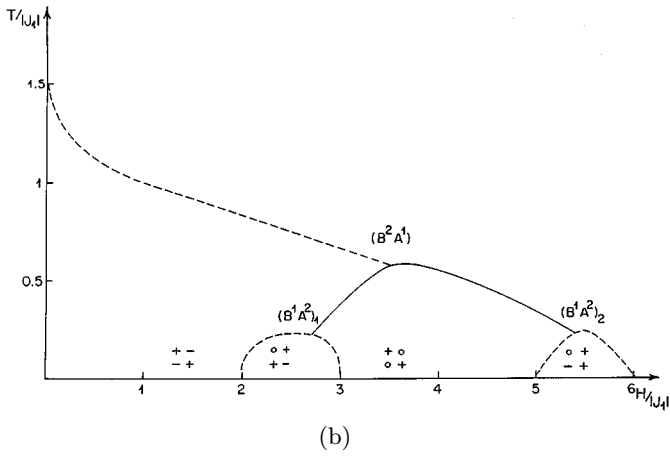 T/|J₁|
1.5
1
(B²A¹)
0.5
(B¹A²)₁
(B¹A²)₂
+ - o + + o o +
- + + - o + - +
1 2 3 4 5 6 H/|J₁|
(b)